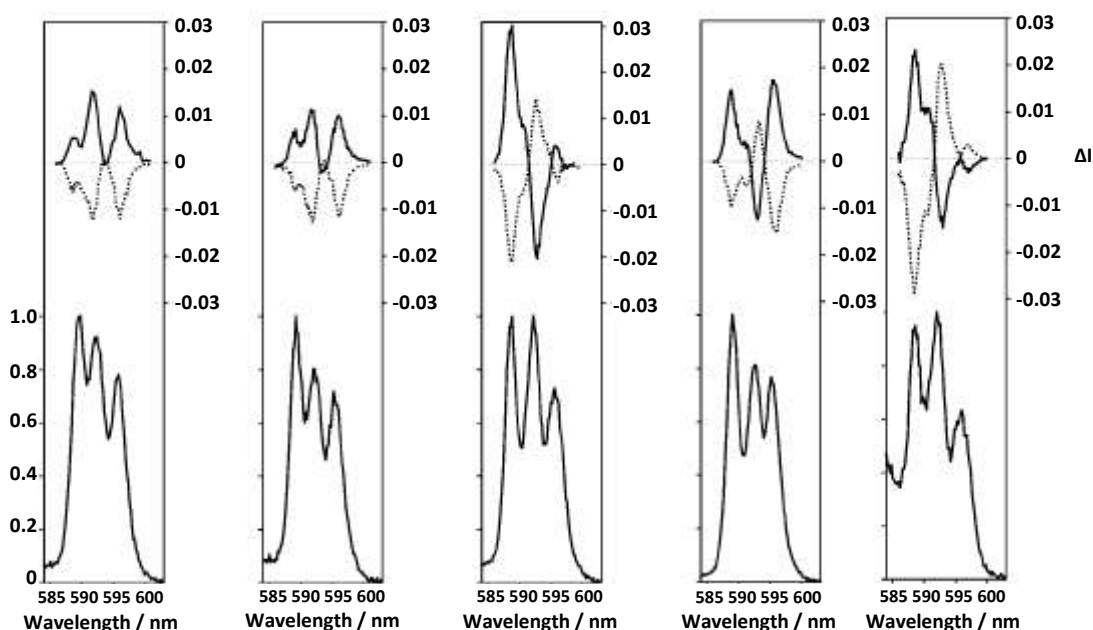 0.03 0.03 0.03 0.03 0.03
0.02 0.02 0.02 0.02 0.02
0.01 0.01 0.01 0.01 0.01
0 0 0 0 0 ΔI
-0.01 -0.01 -0.01 -0.01 -0.01
-0.02 -0.02 -0.02 -0.02 -0.02
-0.03 -0.03 -0.03 -0.03 -0.03
1.0
0.8
0.6
0.4
0.2
0
585 590 595 600 585 590 595 600 585 590 595 600 585 590 595 600 585 590 595 600
Wavelength / nm Wavelength / nm Wavelength / nm Wavelength / nm Wavelength / nm